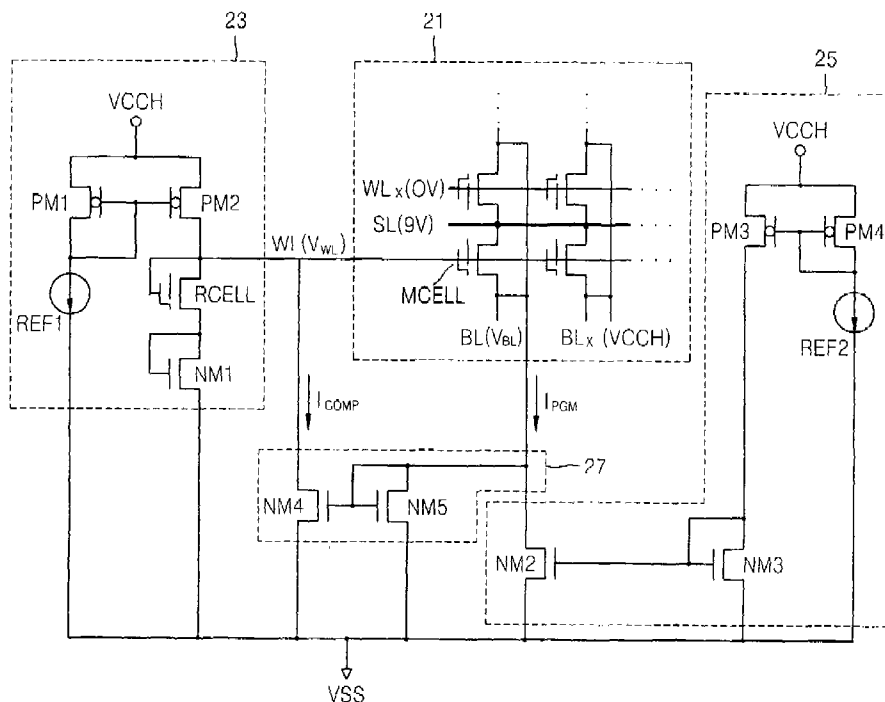 23
21
25
VCCH
VCCH
PM1
PM2
WLx(0V)
SL(9V)
PM3
PM4
WI(VWL)
RCELL
MCELL
REF1
BL(VBL)
BLx (VCCH)
REF2
NM1
ICOMP
IPGM
27
NM4
NM5
NM2
NM3
VSS